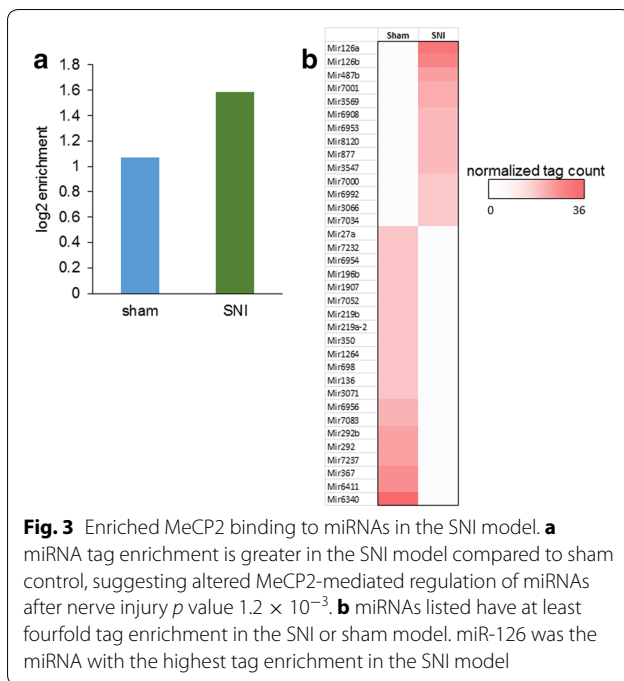 a
1.8
1.6
1.4
1.2
1
0.8
0.6
0.4
0.2
0
log2 enrichment
sham SNI
b
Sham SNI
Mir126a
Mir126b
Mir487b
Mir7001
Mir3569
Mir6908
Mir6953
Mir8120
Mir877
Mir3547
Mir7000
Mir6992
Mir3066
Mir7034
Mir27a
Mir7232
Mir6954
Mir196b
Mir1907
Mir7052
Mir219b
Mir219a-2
Mir350
Mir1264
Mir698
Mir136
Mir3071
Mir6956
Mir7083
Mir292b
Mir292
Mir7237
Mir367
Mir6411
Mir6340
normalized tag count
0 36
Fig. 3 Enriched MeCP2 binding to miRNAs in the SNI model. a
miRNA tag enrichment is greater in the SNI model compared to sham
control, suggesting altered MeCP2-mediated regulation of miRNAs
after nerve injury p value 1.2 × 10⁻³. b miRNAs listed have at least
fourfold tag enrichment in the SNI or sham model. miR-126 was the
miRNA with the highest tag enrichment in the SNI model